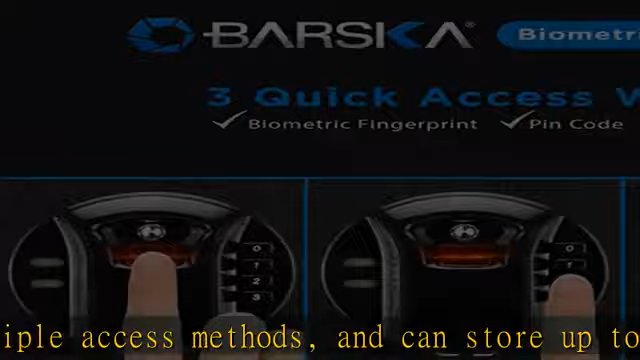 BARSKA® Biometri
3 Quick Access W
Biometric Fingerprint Pin Code
0 0
1 1
2 2
3
iple access methods, and can store up to